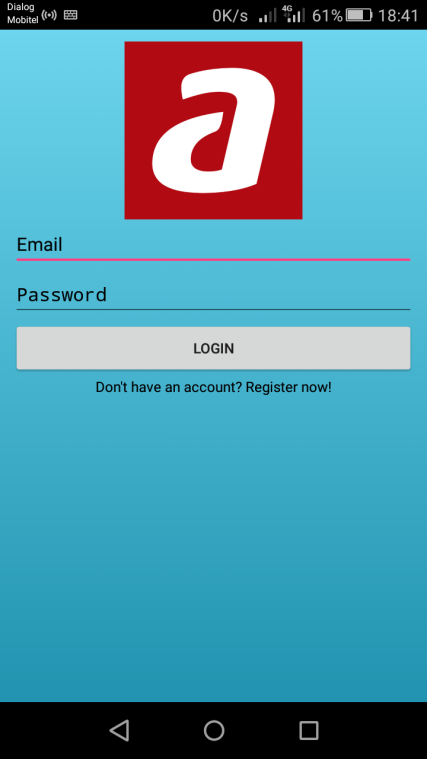 Dialog
Mobitel 0K/s 4G 61% 18:41
a
Email
Password
LOGIN
Don't have an account? Register now!